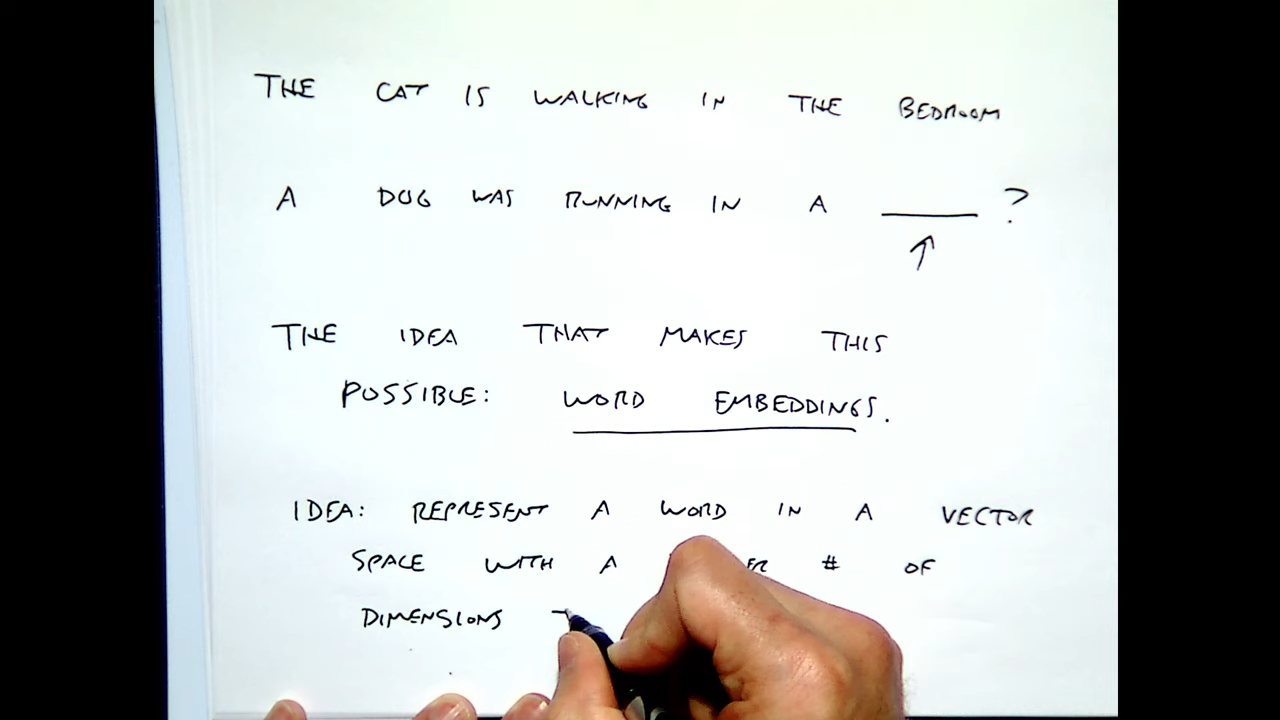 THE CAT IS WALKING IN THE BEDROOM
A DOG WAS RUNNING IN A ______ ?
THE IDEA THAT MAKES THIS
POSSIBLE: WORD EMBEDDINGS.
IDEA: REPRESENT A WORD IN A VECTOR
SPACE WITH A # OF
DIMENSIONS